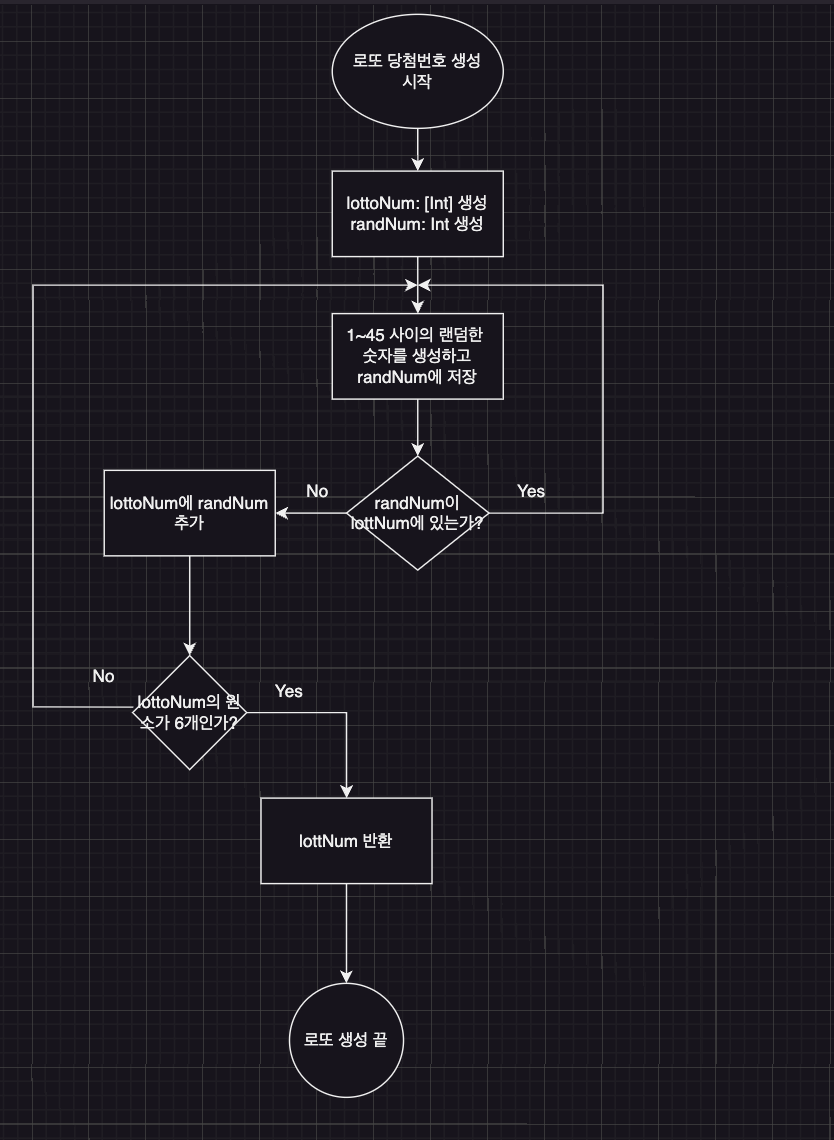 로또 당첨번호 생성
시작
lottoNum: [Int] 생성
randNum: Int 생성
1~45 사이의 랜덤한
숫자를 생성하고
randNum에 저장
No
randNum이
lottNum에 있는가?
Yes
lottoNum에 randNum
추가
No
lottoNum의 원
소가 6개인가?
Yes
lottNum 반환
로또 생성 끝